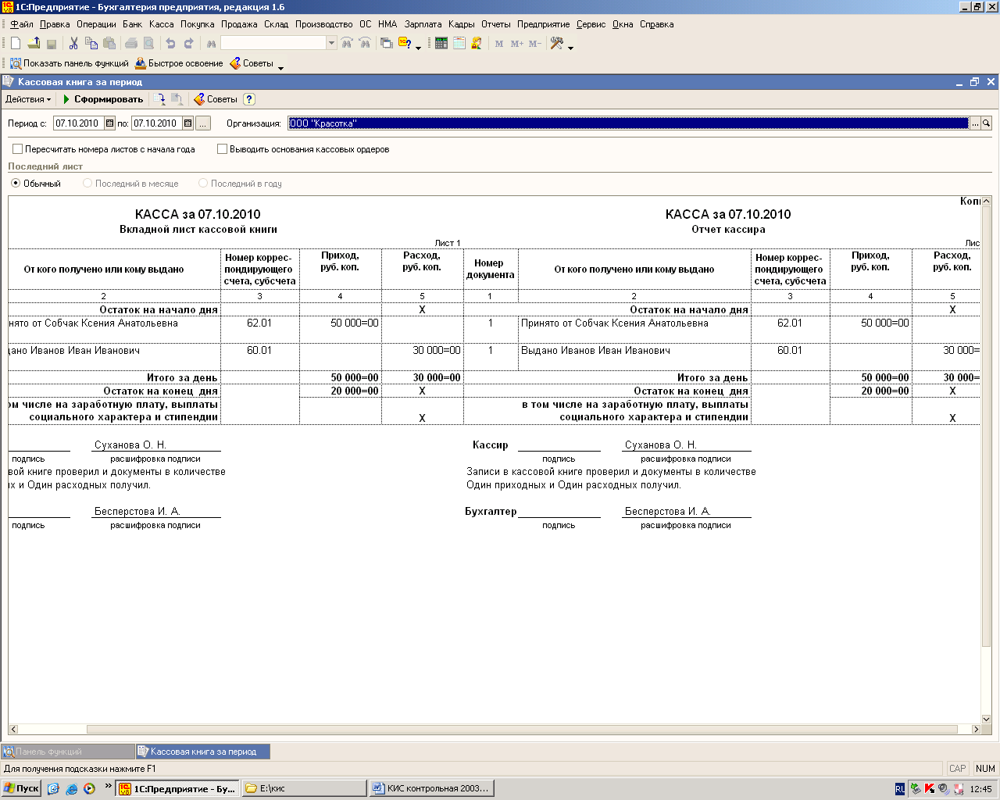 1С:Предприятие - Бухгалтерия предприятия, редакция 1.6
Файл Правка Операции Банк Касса Покупка Продажа Склад Производство ОС НМА Зарплата Кадры Отчеты Предприятие Сервис Окна Справка
M M+ M-
Показать панель функций Быстрое освоение Советы
Кассовая книга за период
Действия Сформировать Советы ?
Период с: 07.10.2010 по: 07.10.2010 ... Организация: ООО "Красотка" ...
Пересчитать номера листов с начала года Выводить основания кассовых ордеров
Последний лист
Обычный Последний в месяце Последний в году
Копи
КАССА за 07.10.2010 КАССА за 07.10.2010
Вкладной лист кассовой книги Отчет кассира
Лист 1 Лис
От кого получено или кому выдано Номер коррес- Приход, Расход, Номер От кого получено или кому выдано Номер коррес- Приход, Расход,
пондирующего руб. коп. руб. коп. документа пондирующего руб. коп. руб. коп.
счета, субсчета счета, субсчета
2 3 4 5 1 2 3 4 5
Остаток на начало дня X Остаток на начало дня X
нято от Собчак Ксения Анатольевна 62.01 50 000=00 1 Принято от Собчак Ксения Анатольевна 62.01 50 000=00
дано Иванов Иван Иванович 60.01 30 000=00 1 Выдано Иванов Иван Иванович 60.01 30 000=
Итого за день 50 000=00 30 000=00 Итого за день 50 000=00 30 000=
Остаток на конец дня 20 000=00 X Остаток на конец дня 20 000=00 X
ом числе на заработную плату, выплаты в том числе на заработную плату, выплаты
социального характера и стипендии X социального характера и стипендии X
Суханова О. Н. Кассир Суханова О. Н.
подпись расшифровка подписи подпись расшифровка подписи
вой книге проверил и документы в количестве Записи в кассовой книге проверил и документы в количестве
ых и Один расходных получил. Один приходных и Один расходных получил.
Бесперстова И. А. Бухгалтер Бесперстова И. А.
подпись расшифровка подписи подпись расшифровка подписи
Панель функций Кассовая книга за период
Для получения подсказки нажмите F1 CAP NUM
Пуск » 1С:Предприятие - Бу... E:\кис КИС контрольная 2003... RU 12:45